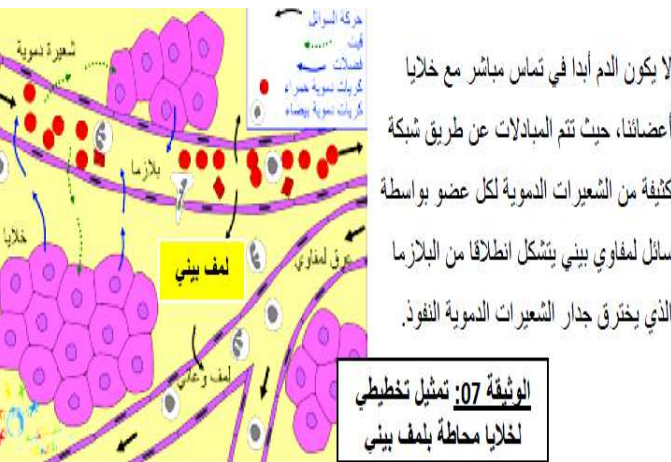 لا يكون الدم أبدا في تماس مباشر مع خلايا
أعضائنا، حيث تتم المبادلات عن طريق شبكة
كثيفة من الشعيرات الدموية لكل عضو بواسطة
سائل لمفاوي بيني يتشكل انطلاقا من البلازما
الذي يخترق جدار الشعيرات الدموية النفوذ.
حركة السوائل
فضلات
كريات دموية حمراء
كريات دموية بيضاء
شعيرة دموية
بلازما
خلايا
لمف بيني
عرق لمفاوي
لمف وعائي
الوثيقة 07: تمثيل تخطيطي
لخلايا محاطة بلمف بيني